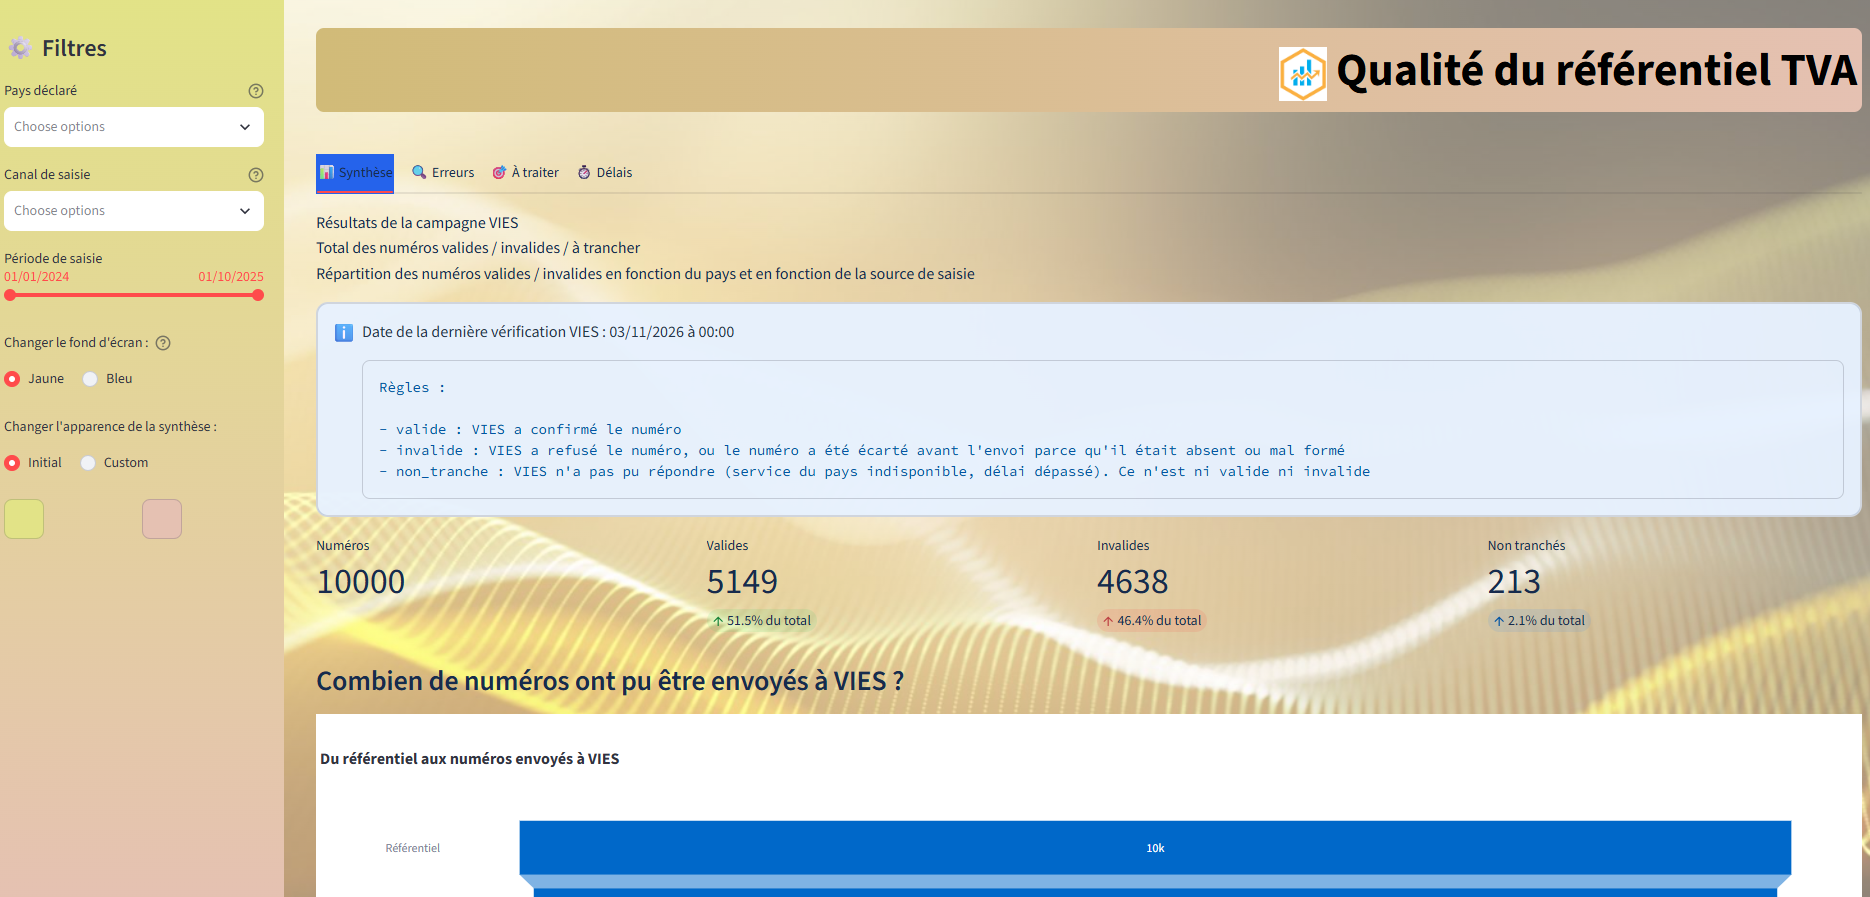 Filtres
Pays déclaré
Choose options
Canal de saisie
Choose options
Période de saisie
01/01/2024 01/10/2025
Changer le fond d'écran :
Jaune Bleu
Changer l'apparence de la synthèse :
Initial Custom
Qualité du référentiel TVA
Synthèse Erreurs À traiter Délais
Résultats de la campagne VIES
Total des numéros valides / invalides / à trancher
Répartition des numéros valides / invalides en fonction du pays et en fonction de la source de saisie
Date de la dernière vérification VIES : 03/11/2026 à 00:00
Règles :
- valide : VIES a confirmé le numéro
- invalide : VIES a refusé le numéro, ou le numéro a été écarté avant l'envoi parce qu'il était absent ou mal formé
- non_tranche : VIES n'a pas pu répondre (service du pays indisponible, délai dépassé). Ce n'est ni valide ni invalide
Numéros Valides Invalides Non tranchés
10000 5149 4638 213
↑ 51.5% du total ↑ 46.4% du total ↑ 2.1% du total
Combien de numéros ont pu être envoyés à VIES ?
Du référentiel aux numéros envoyés à VIES
Référentiel 10k